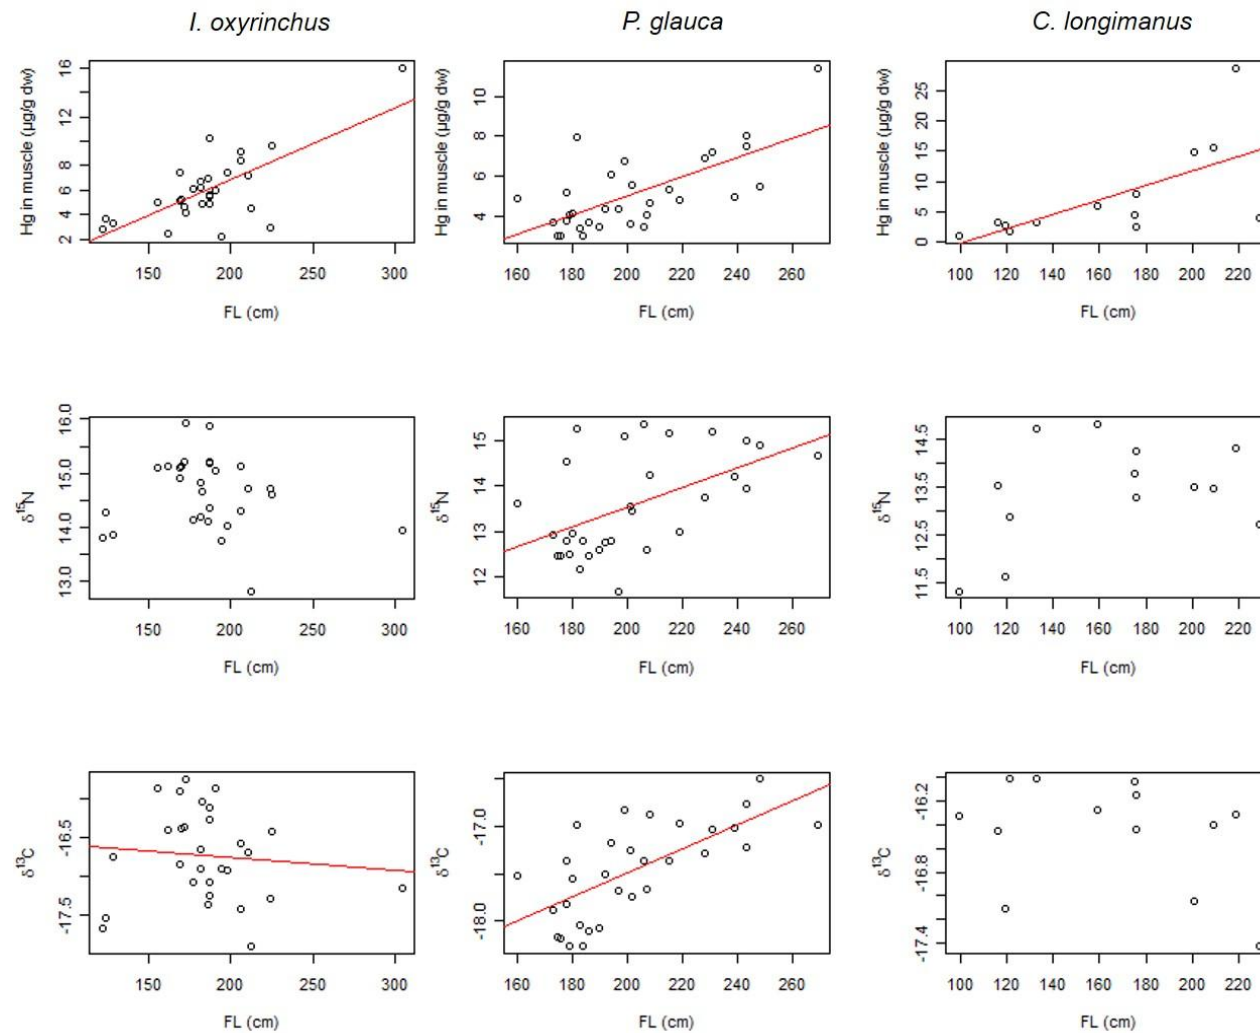 I. oxyrinchus P. glauca C. longimanus
Hg in muscle (µg/g dw) 2 4 6 8 12 16
150 200 250 300
FL (cm)
Hg in muscle (µg/g dw) 4 6 8 10
160 180 200 220 240 260
FL (cm)
Hg in muscle (µg/g dw) 0 5 10 15 20 25
100 120 140 160 180 200 220
FL (cm)
δ15N 13.0 14.0 15.0 16.0
150 200 250 300
FL (cm)
δ15N 12 13 14 15
160 180 200 220 240 260
FL (cm)
δ15N 11.5 12.5 13.5 14.5
100 120 140 160 180 200 220
FL (cm)
δ13C -17.5 -16.5
150 200 250 300
FL (cm)
δ13C -18.0 -17.0
160 180 200 220 240 260
FL (cm)
δ13C -17.4 -16.8 -16.2
100 120 140 160 180 200 220
FL (cm)